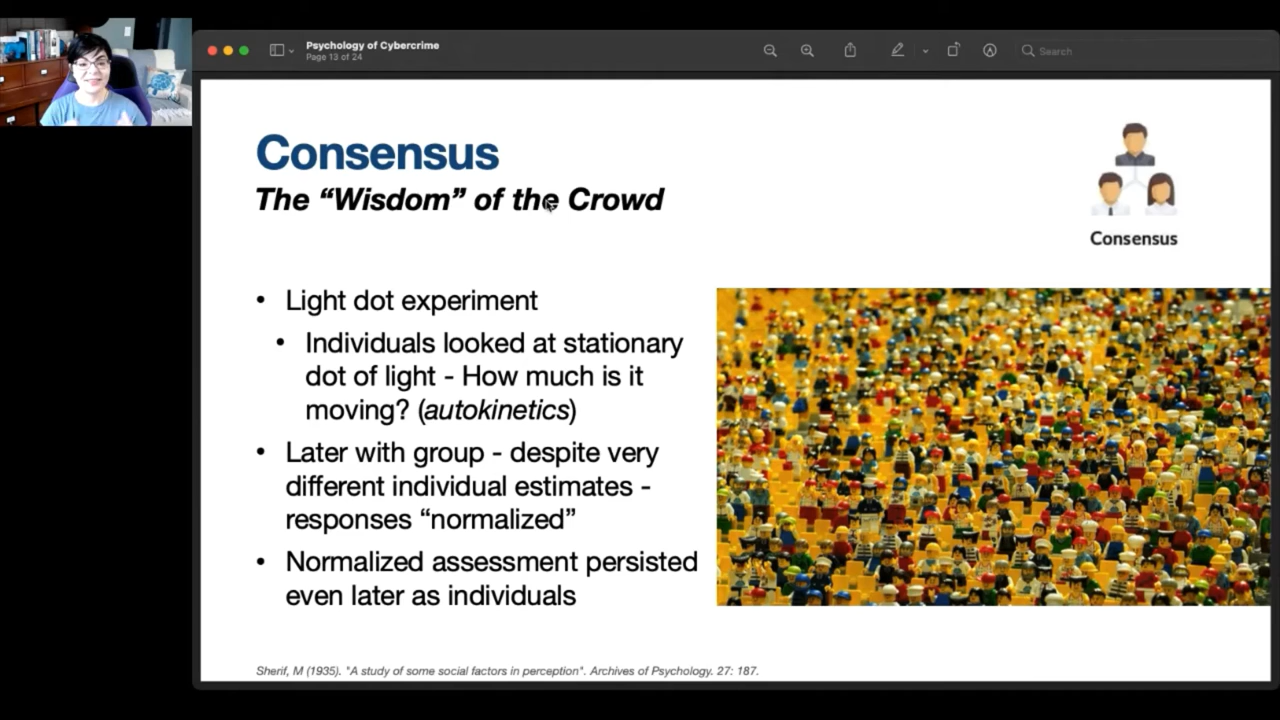 Psychology of Cybercrime
Page 13 of 24
Search
Consensus
The “Wisdom” of the Crowd
Consensus
• Light dot experiment
• Individuals looked at stationary
dot of light - How much is it
moving? (autokinetics)
• Later with group - despite very
different individual estimates -
responses “normalized”
• Normalized assessment persisted
even later as individuals
Sherif, M (1935). "A study of some social factors in perception". Archives of Psychology. 27: 187.